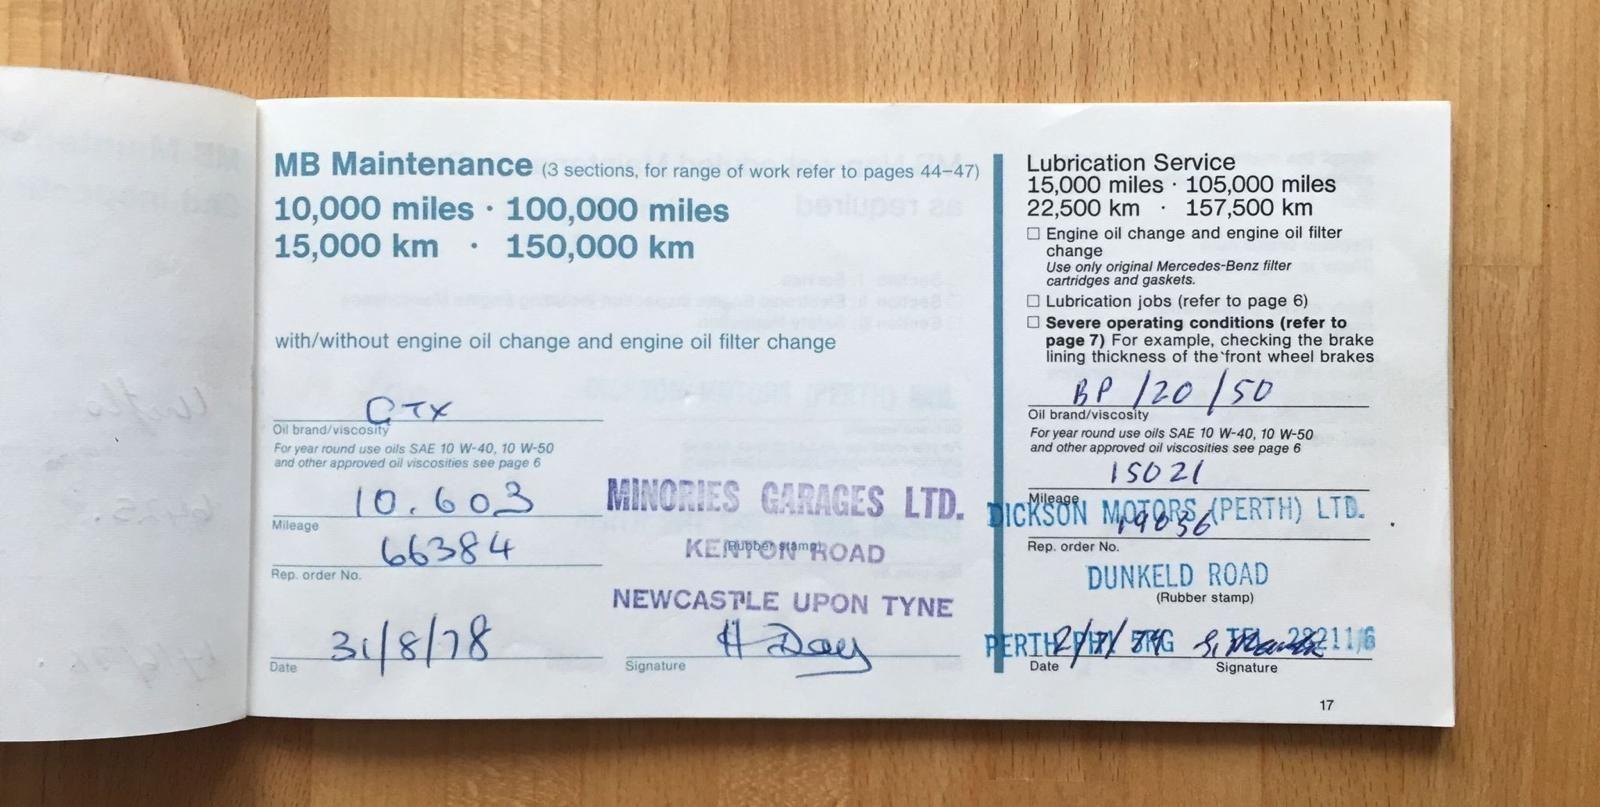 MB Maintenance (3 sections, for range of work refer to pages 44–47)
10,000 miles · 100,000 miles
15,000 km · 150,000 km
with/without engine oil change and engine oil filter change
GTX
Oil brand/viscosity
For year round use oils SAE 10 W-40, 10 W-50
and other approved oil viscosities see page 6
10.603
Mileage
66384
Rep. order No.
31/8/78
Date
MINORIES GARAGES LTD.
(Rubber stamp)
KENTON ROAD
NEWCASTLE UPON TYNE
H Day
Signature
Lubrication Service
15,000 miles · 105,000 miles
22,500 km · 157,500 km
Engine oil change and engine oil filter
change
Use only original Mercedes-Benz filter
cartridges and gaskets.
Lubrication jobs (refer to page 6)
Severe operating conditions (refer to
page 7) For example, checking the brake
lining thickness of the front wheel brakes
BP/20/50
Oil brand/viscosity
For year round use oils SAE 10 W-40, 10 W-50
and other approved oil viscosities see page 6
15021
Mileage
DICKSON MOTORS (PERTH) LTD.
19036
Rep. order No.
DUNKELD ROAD
(Rubber stamp)
PERTH TEL. 28211/6
Date
Signature
17